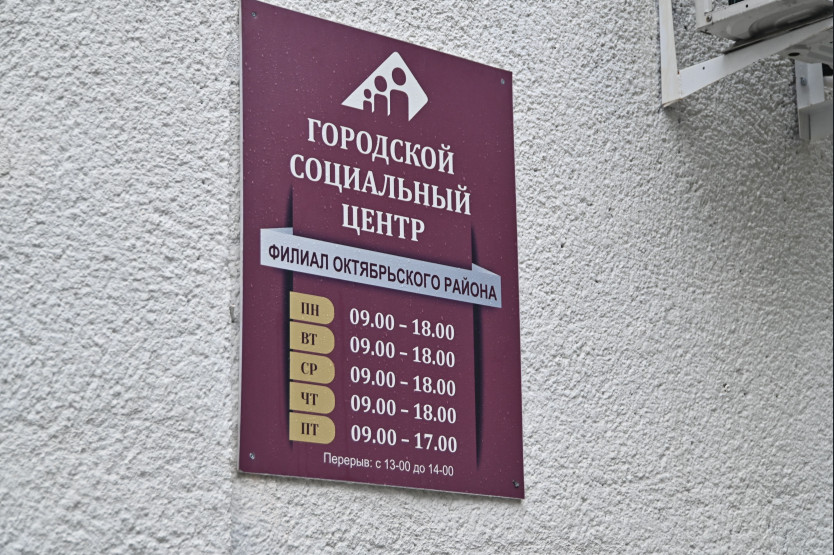 ГОРОДСКОЙ
СОЦИАЛЬНЫЙ
ЦЕНТР
ФИЛИАЛ ОКТЯБРЬСКОГО РАЙОНА
ПН 09.00 – 18.00
ВТ 09.00 – 18.00
СР 09.00 – 18.00
ЧТ 09.00 – 18.00
ПТ 09.00 – 17.00
Перерыв: с 13-00 до 14-00